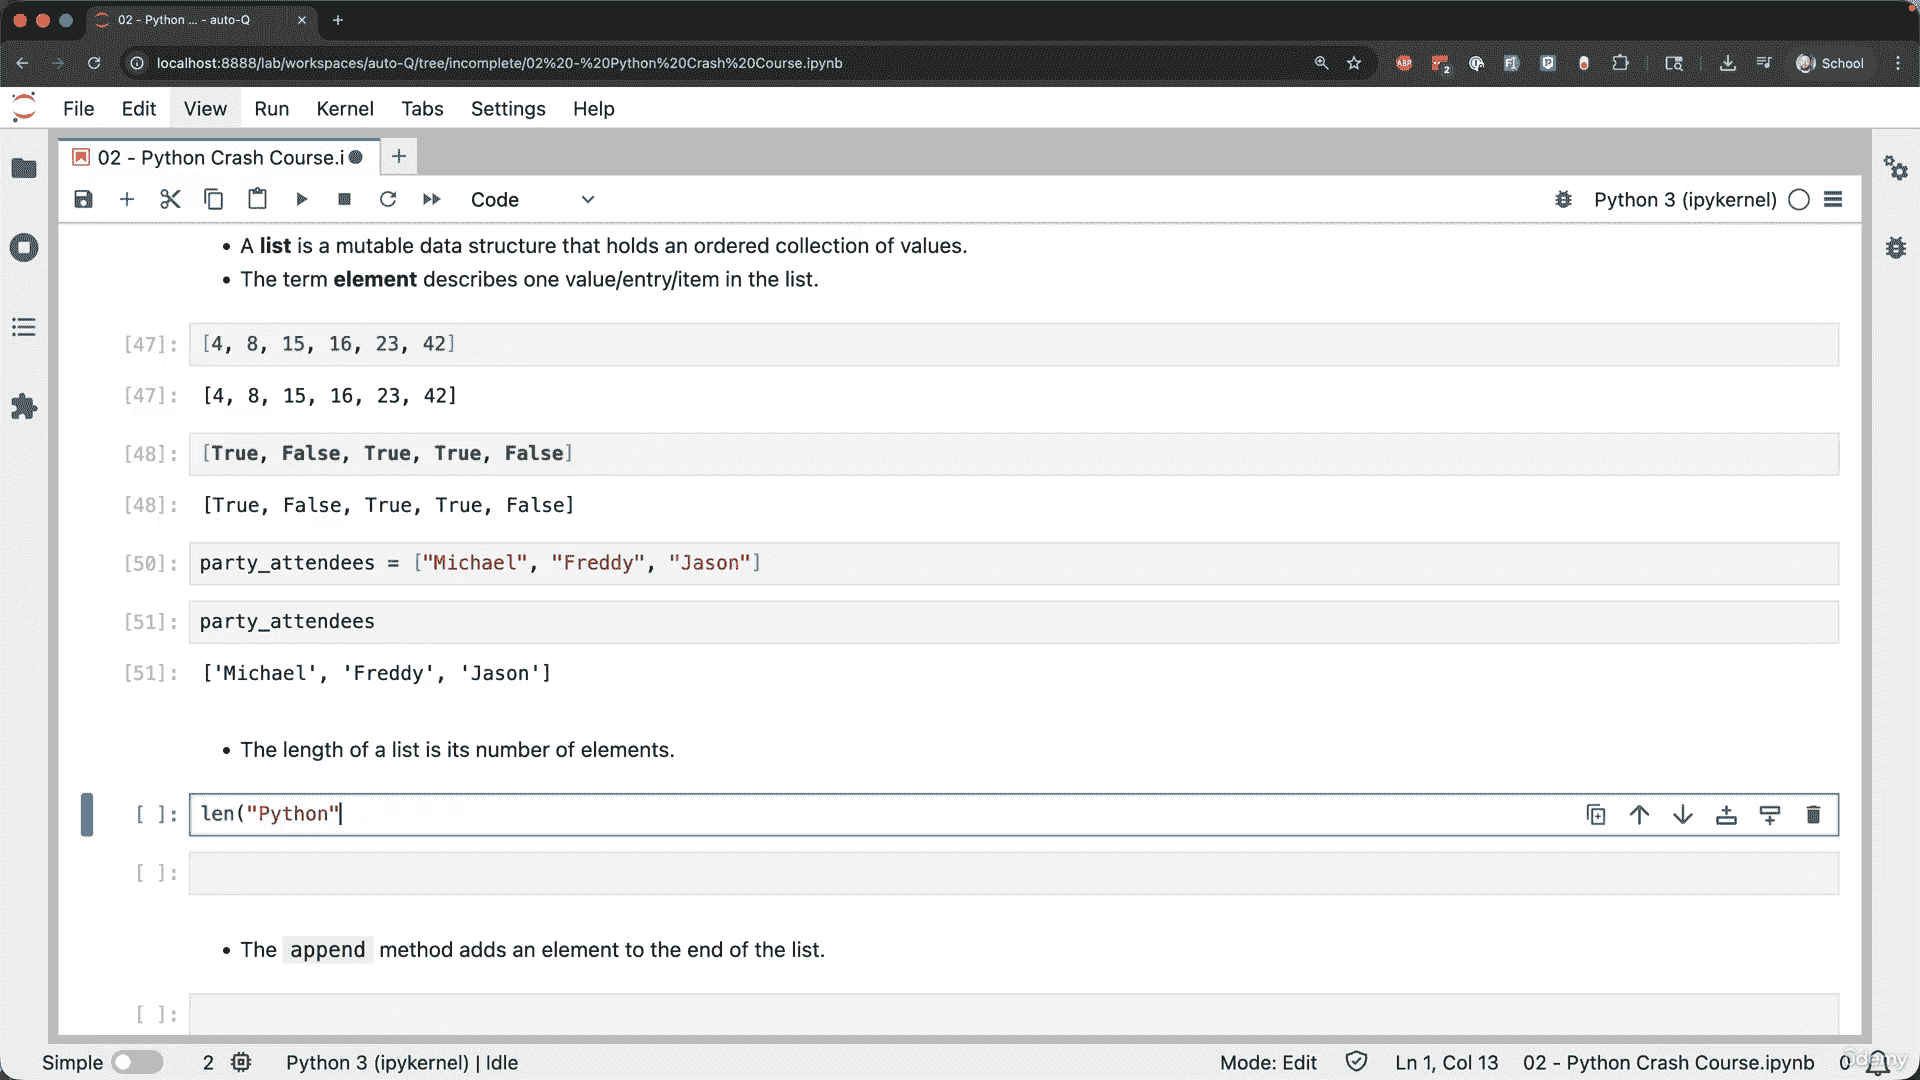 02 - Python ... - auto-Q
localhost:8888/lab/workspaces/auto-Q/tree/incomplete/02%20-%20Python%20Crash%20Course.ipynb
ABP
2
School
File Edit View Run Kernel Tabs Settings Help
02 - Python Crash Course.i
Code
Python 3 (ipykernel)
• A list is a mutable data structure that holds an ordered collection of values.
• The term element describes one value/entry/item in the list.
[47]: [4, 8, 15, 16, 23, 42]
[47]: [4, 8, 15, 16, 23, 42]
[48]: [True, False, True, True, False]
[48]: [True, False, True, True, False]
[50]: party_attendees = ["Michael", "Freddy", "Jason"]
[51]: party_attendees
[51]: ['Michael', 'Freddy', 'Jason']
• The length of a list is its number of elements.
[ ]: len("Python"
[ ]:
• The append method adds an element to the end of the list.
[ ]:
Simple 2 Python 3 (ipykernel) | Idle Mode: Edit Ln 1, Col 13 02 - Python Crash Course.ipynb 0
Udemy